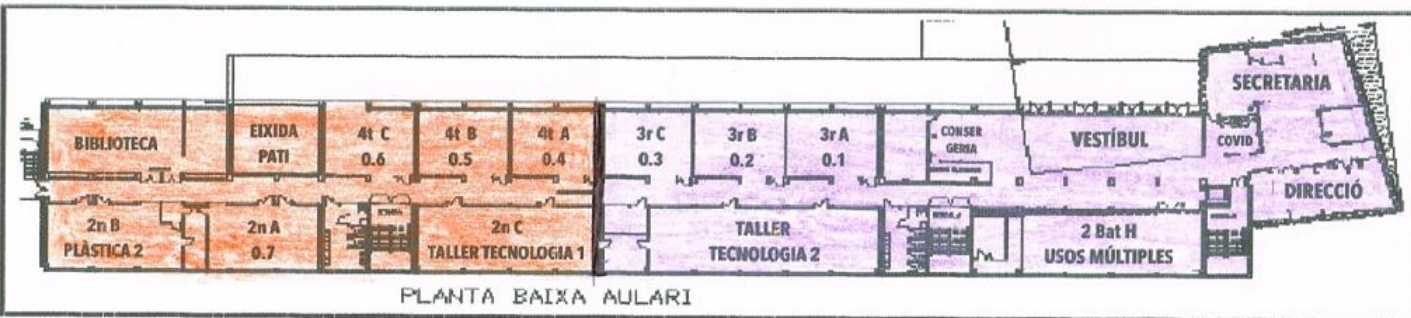 SECRETARIA
BIBLIOTECA
EIXIDA
PATI
4t C
0.6
4t B
0.5
4t A
0.4
3r C
0.3
3r B
0.2
3r A
0.1
CONSER
GERIA
VESTÍBUL
COVID
DIRECCIÓ
2n B
PLÀSTICA 2
2n A
0.7
2n C
TALLER TECNOLOGIA 1
TALLER
TECNOLOGIA 2
2 Bat H
USOS MÚLTIPLES
PLANTA BAIXA AULARI